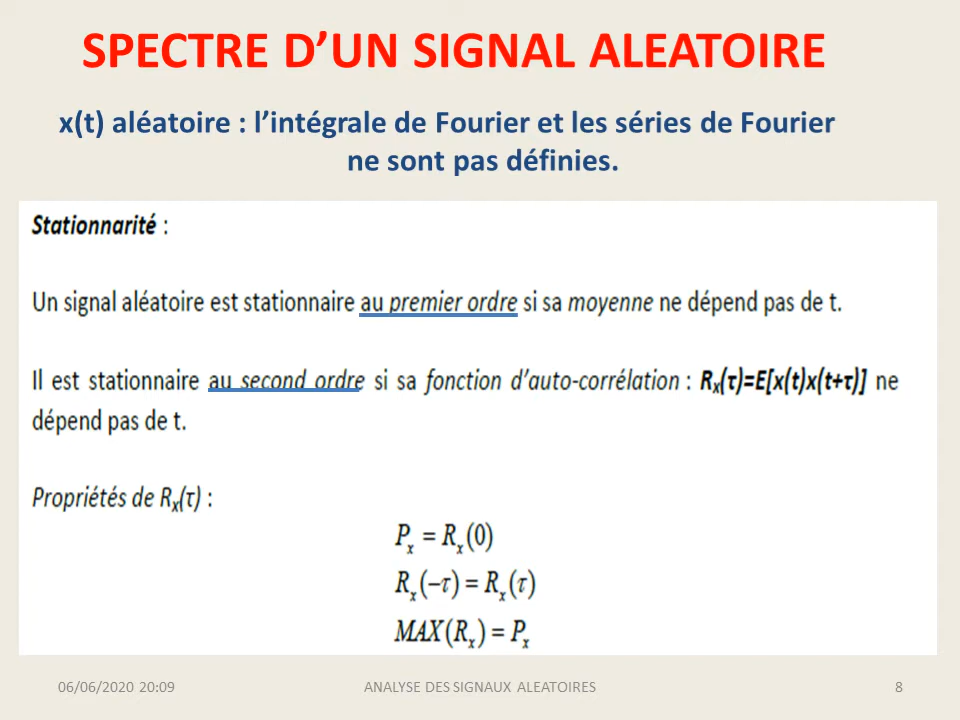 SPECTRE D’UN SIGNAL ALEATOIRE
x(t) aléatoire : l’intégrale de Fourier et les séries de Fourier
ne sont pas définies.
Stationnarité :
Un signal aléatoire est stationnaire au premier ordre si sa moyenne ne dépend pas de t.
Il est stationnaire au second ordre si sa fonction d’auto-corrélation : Rₓ(τ)=E[x(t)x(t+τ)] ne
dépend pas de t.
Propriétés de Rₓ(τ) :
Pₓ = Rₓ(0)
Rₓ(−τ) = Rₓ(τ)
MAX(Rₓ) = Pₓ
06/06/2020 20:09
ANALYSE DES SIGNAUX ALEATOIRES
8